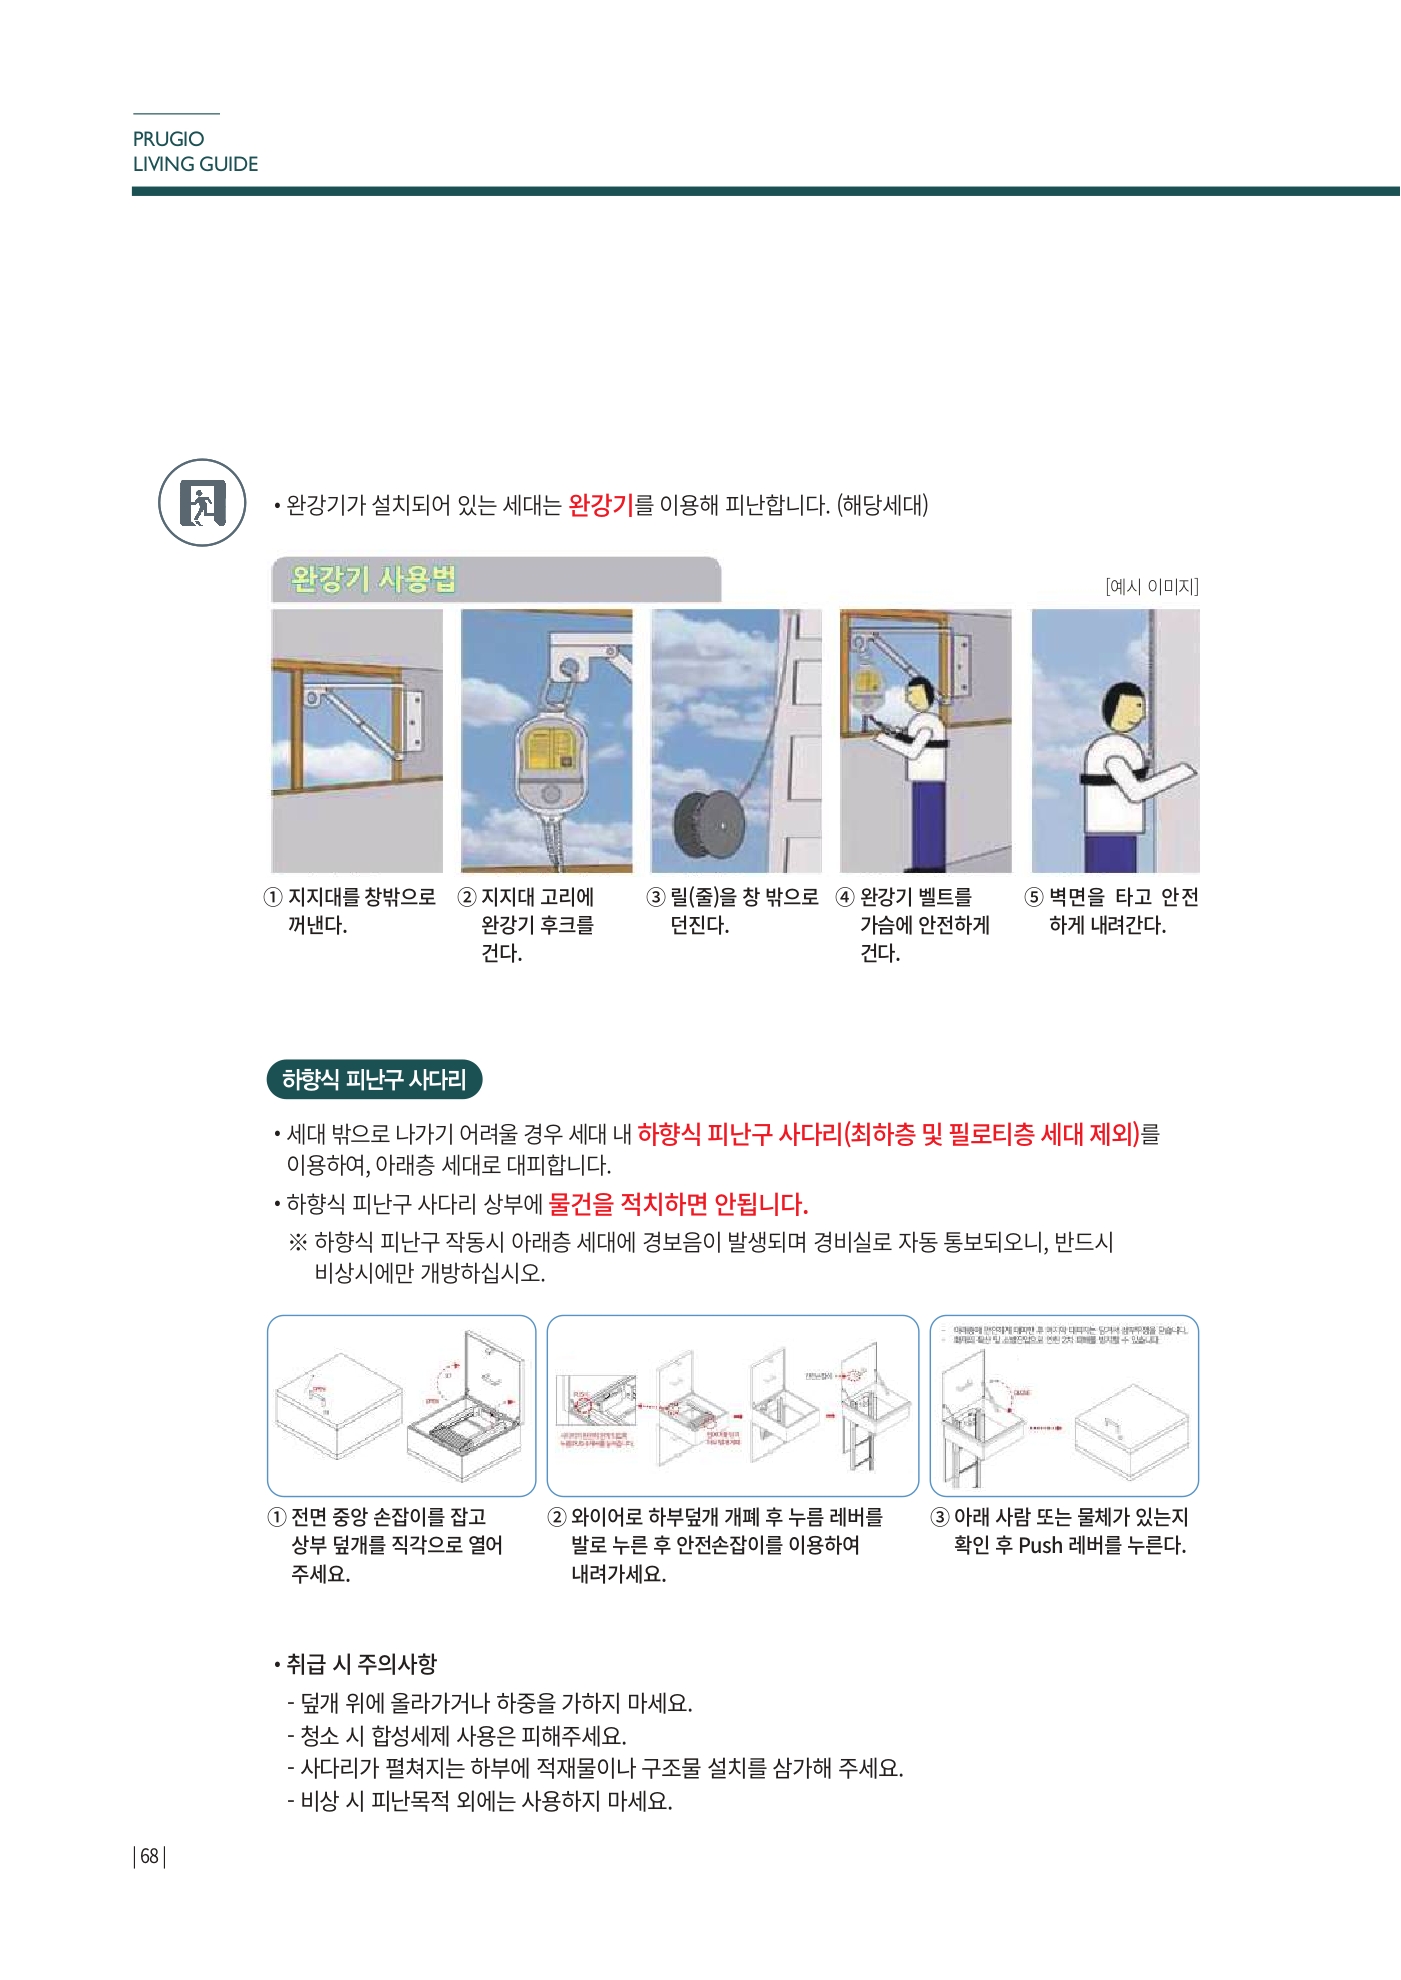 PRUGIO
LIVING GUIDE
• 완강기가 설치되어 있는 세대는 완강기를 이용해 피난합니다. (해당세대)
완강기 사용법
[예시 이미지]
① 지지대를 창밖으로
꺼낸다.
② 지지대 고리에
완강기 후크를
건다.
③ 릴(줄)을 창 밖으로
던진다.
④ 완강기 벨트를
가슴에 안전하게
건다.
⑤ 벽면을 타고 안전
하게 내려간다.
하향식 피난구 사다리
• 세대 밖으로 나가기 어려울 경우 세대 내 하향식 피난구 사다리(최하층 및 필로티층 세대 제외)를
이용하여, 아래층 세대로 대피합니다.
• 하향식 피난구 사다리 상부에 물건을 적치하면 안됩니다.
※ 하향식 피난구 작동시 아래층 세대에 경보음이 발생되며 경비실로 자동 통보되오니, 반드시
비상시에만 개방하십시오.
OPEN
OPEN
PUSH
안전손잡이
CLOSE
① 전면 중앙 손잡이를 잡고
상부 덮개를 직각으로 열어
주세요.
② 와이어로 하부덮개 개폐 후 누름 레버를
발로 누른 후 안전손잡이를 이용하여
내려가세요.
③ 아래 사람 또는 물체가 있는지
확인 후 Push 레버를 누른다.
• 취급 시 주의사항
- 덮개 위에 올라가거나 하중을 가하지 마세요.
- 청소 시 합성세제 사용은 피해주세요.
- 사다리가 펼쳐지는 하부에 적재물이나 구조물 설치를 삼가해 주세요.
- 비상 시 피난목적 외에는 사용하지 마세요.
| 68 |